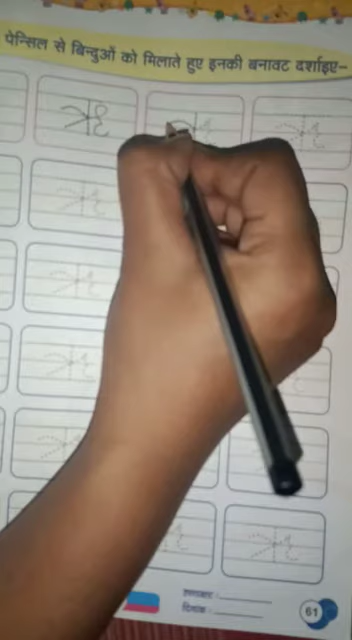 पेन्सिल से बिन्दुओं को मिलाते हुए इनकी बनावट दर्शाइए–
ऋ ऋ ऋ
ऋ
ऋ
ऋ
ऋ
ऋ
दिनांक :
61